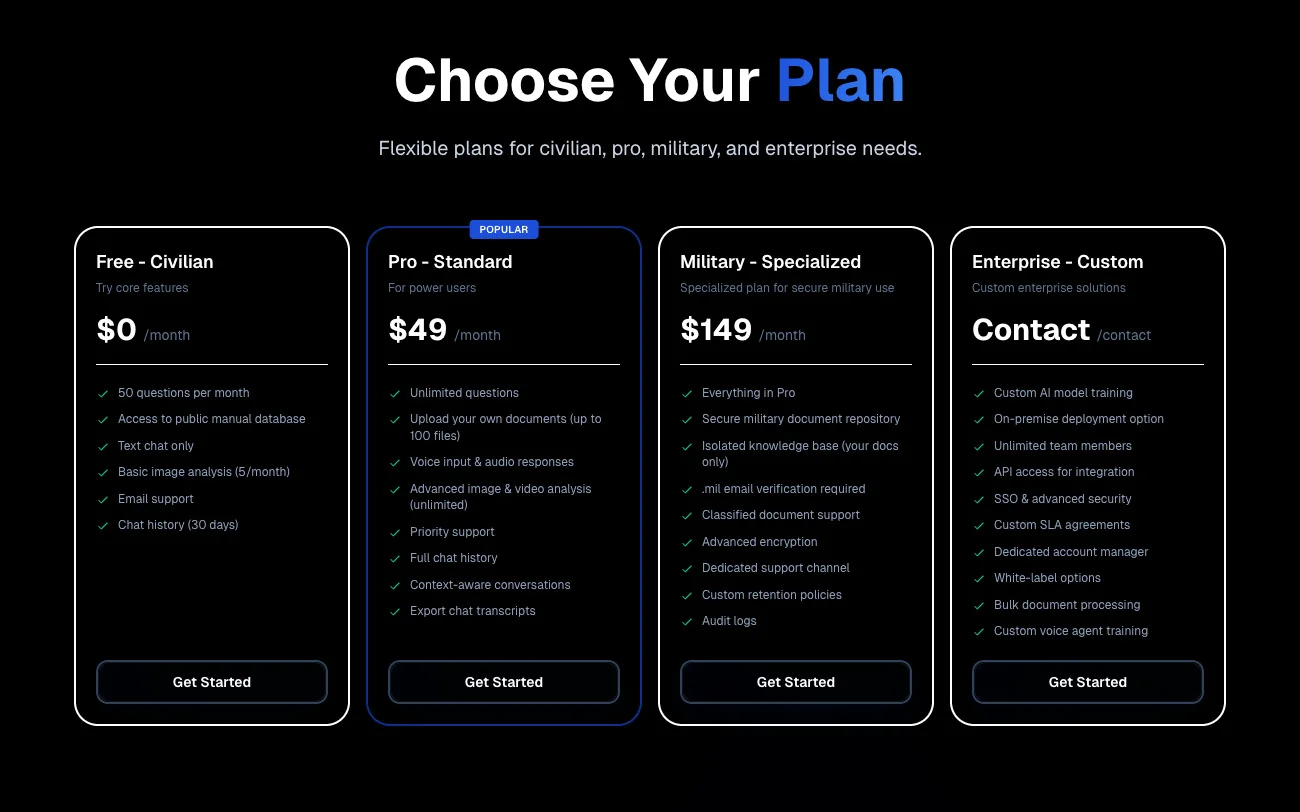 Choose Your Plan
Flexible plans for civilian, pro, military, and enterprise needs.
Free - Civilian
Try core features
$0 /month
50 questions per month
Access to public manual database
Text chat only
Basic image analysis (5/month)
Email support
Chat history (30 days)
Get Started
POPULAR
Pro - Standard
For power users
$49 /month
Unlimited questions
Upload your own documents (up to
100 files)
Voice input & audio responses
Advanced image & video analysis
(unlimited)
Priority support
Full chat history
Context-aware conversations
Export chat transcripts
Get Started
Military - Specialized
Specialized plan for secure military use
$149 /month
Everything in Pro
Secure military document repository
Isolated knowledge base (your docs
only)
.mil email verification required
Classified document support
Advanced encryption
Dedicated support channel
Custom retention policies
Audit logs
Get Started
Enterprise - Custom
Custom enterprise solutions
Contact /contact
Custom AI model training
On-premise deployment option
Unlimited team members
API access for integration
SSO & advanced security
Custom SLA agreements
Dedicated account manager
White-label options
Bulk document processing
Custom voice agent training
Get Started